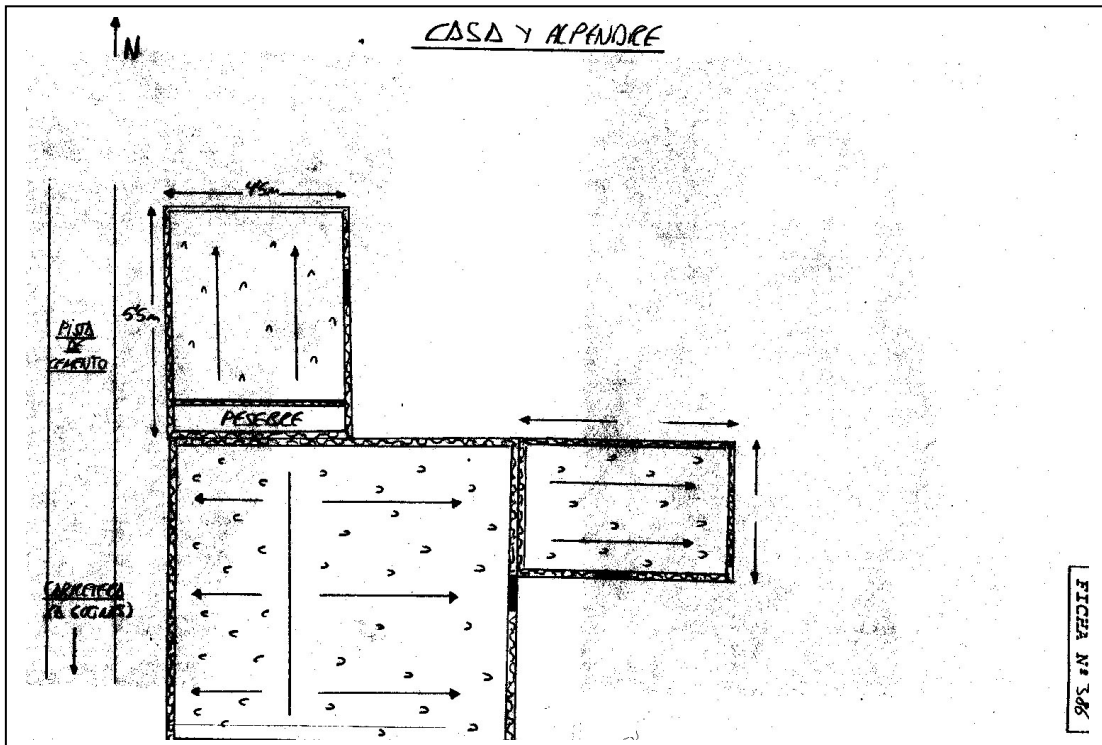 N
CASA Y ALPENDRE
4'5m
5'5m
PISTA
DE
CEMENTO
PESEBRE
CARRETERA
FICHA Nº 386